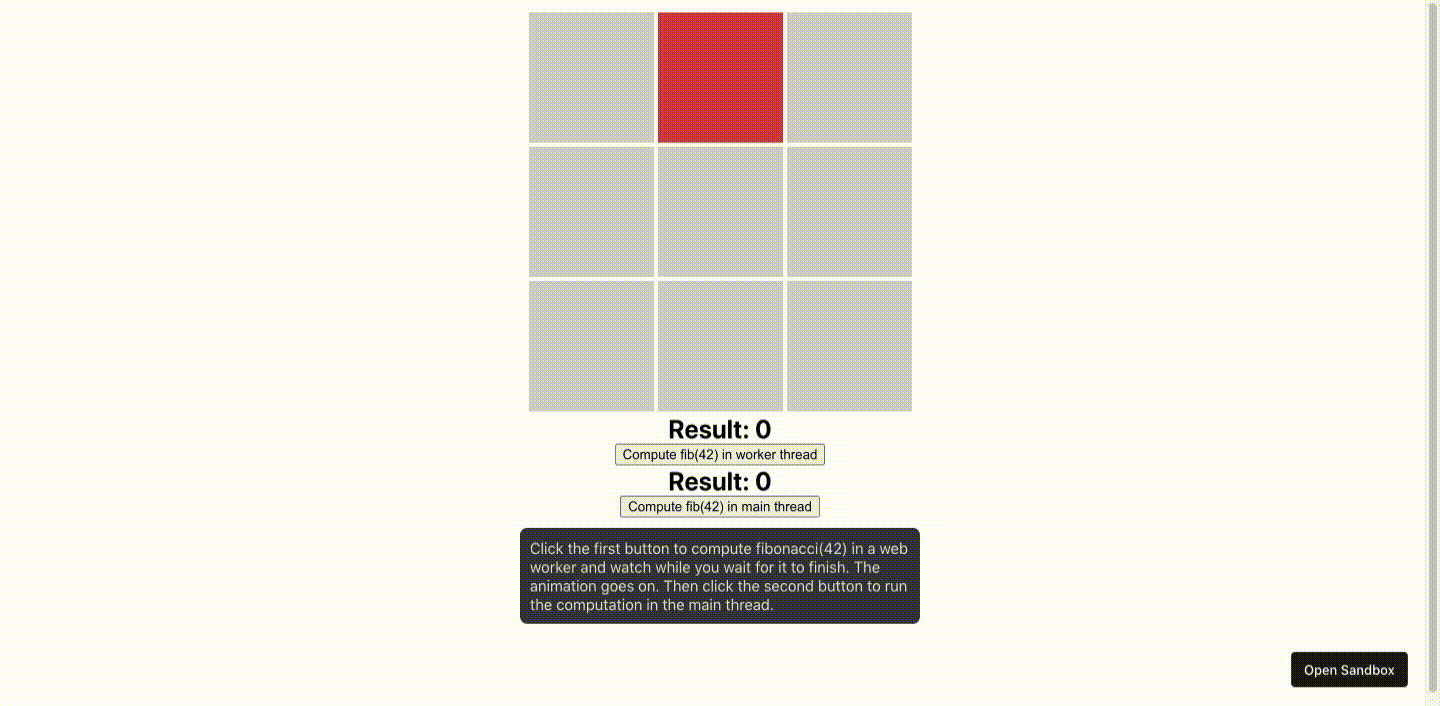 Result: 0
Compute fib(42) in worker thread
Result: 0
Compute fib(42) in main thread
Click the first button to compute fibonacci(42) in a web
worker and watch while you wait for it to finish. The
animation goes on. Then click the second button to run
the computation in the main thread.
Open Sandbox